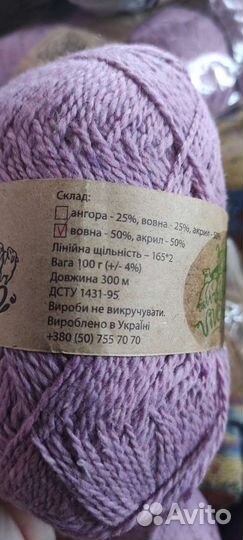 Склад:
ангора - 25%, вовна - 25%, акрил - 50%
вовна - 50%, акрил - 50%
Лінійна щільність – 165*2
Вага 100 г (+/- 4%)
Довжина 300 м
ДСТУ 1431-95
Вироби не викручувати.
Вироблено в Україні
+380 (50) 755 70 70
Avito